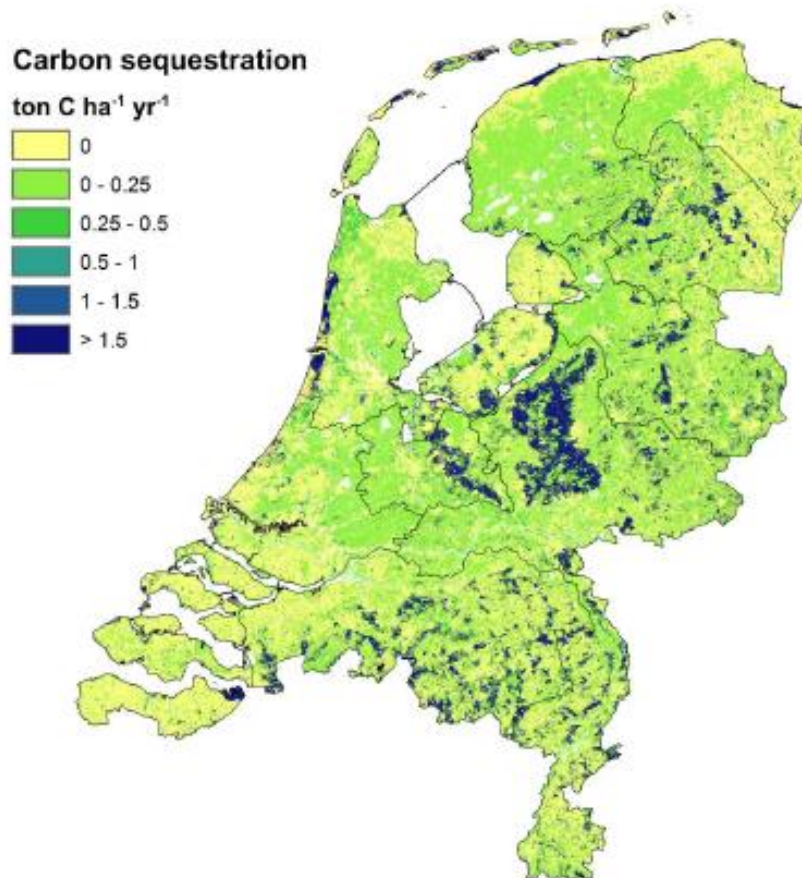 Carbon sequestration
ton C ha⁻¹ yr⁻¹
0
0 - 0.25
0.25 - 0.5
0.5 - 1
1 - 1.5
> 1.5